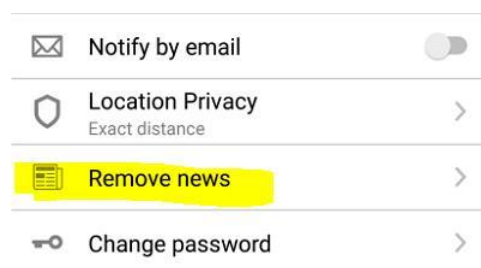 Notify by email
Location Privacy
Exact distance
Remove news
Change password